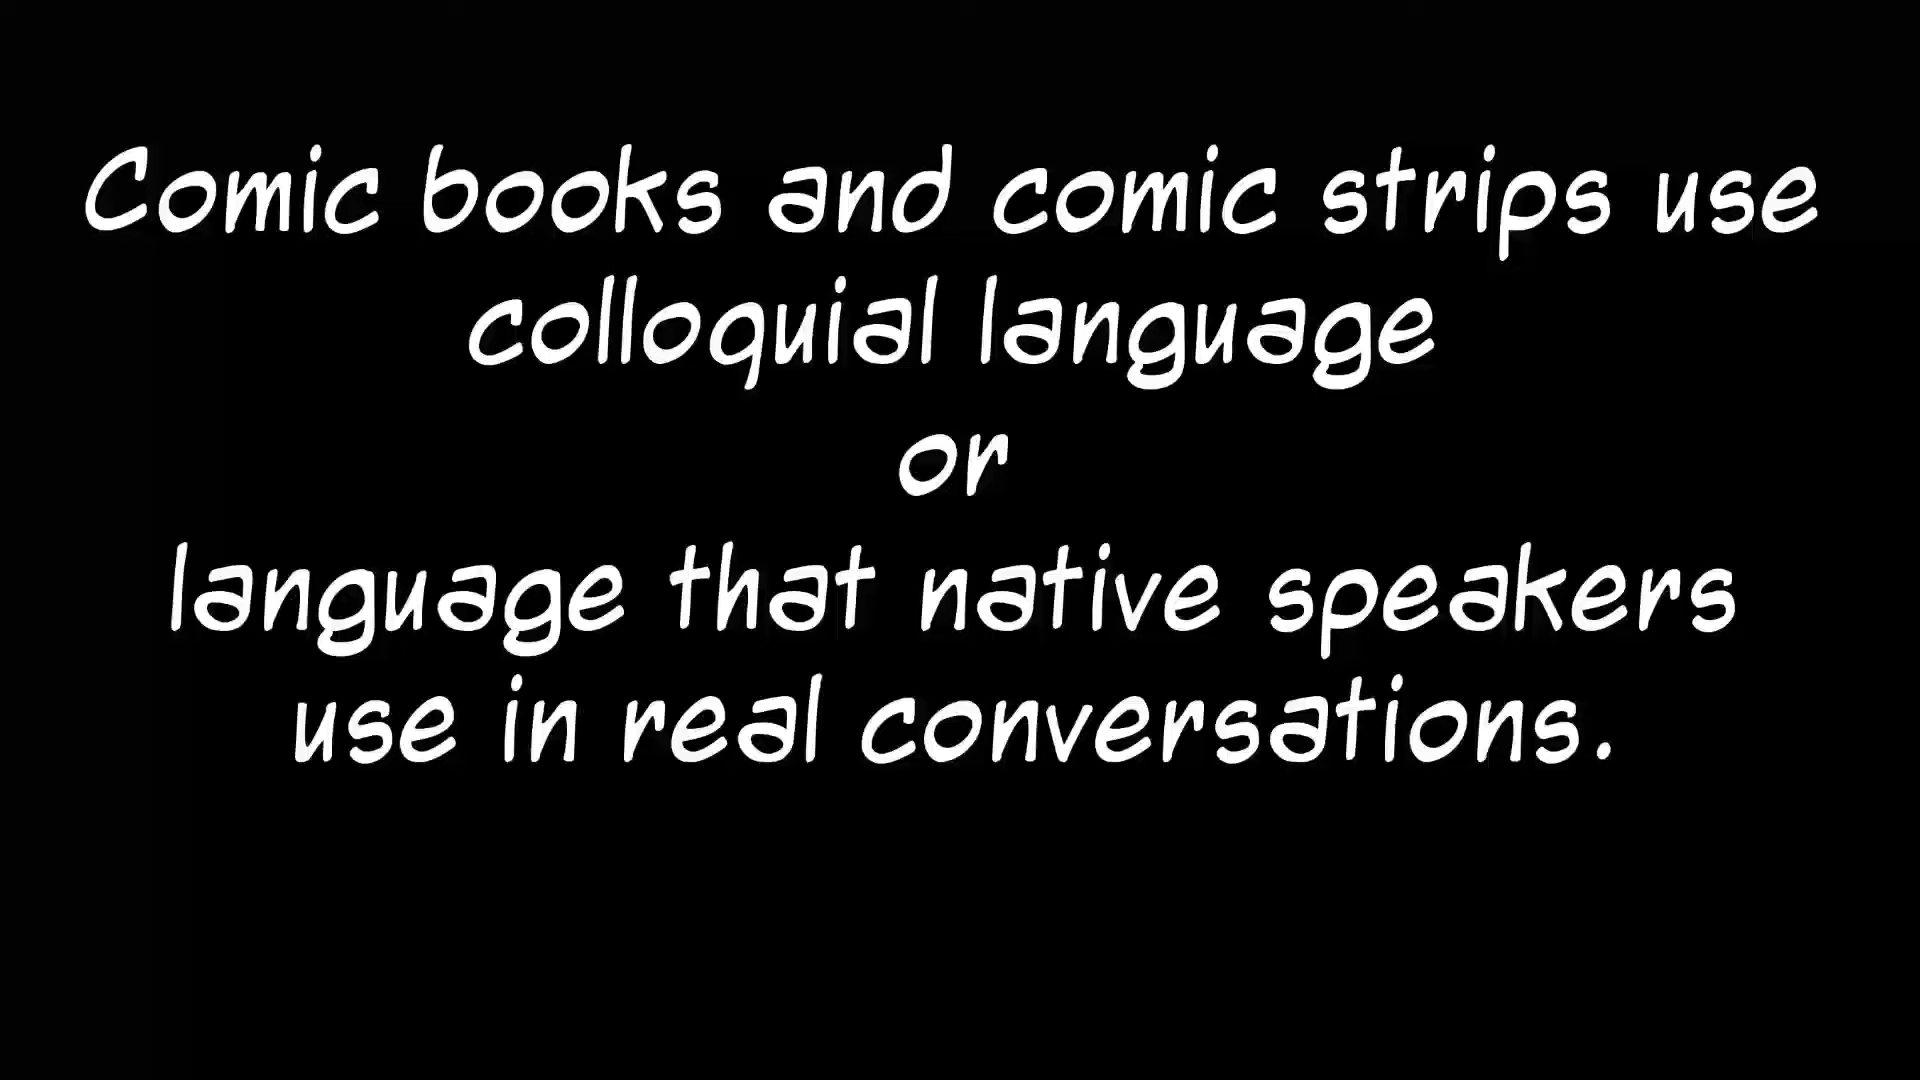 Comic books and comic strips use
colloquial language
or
language that native speakers
use in real conversations.